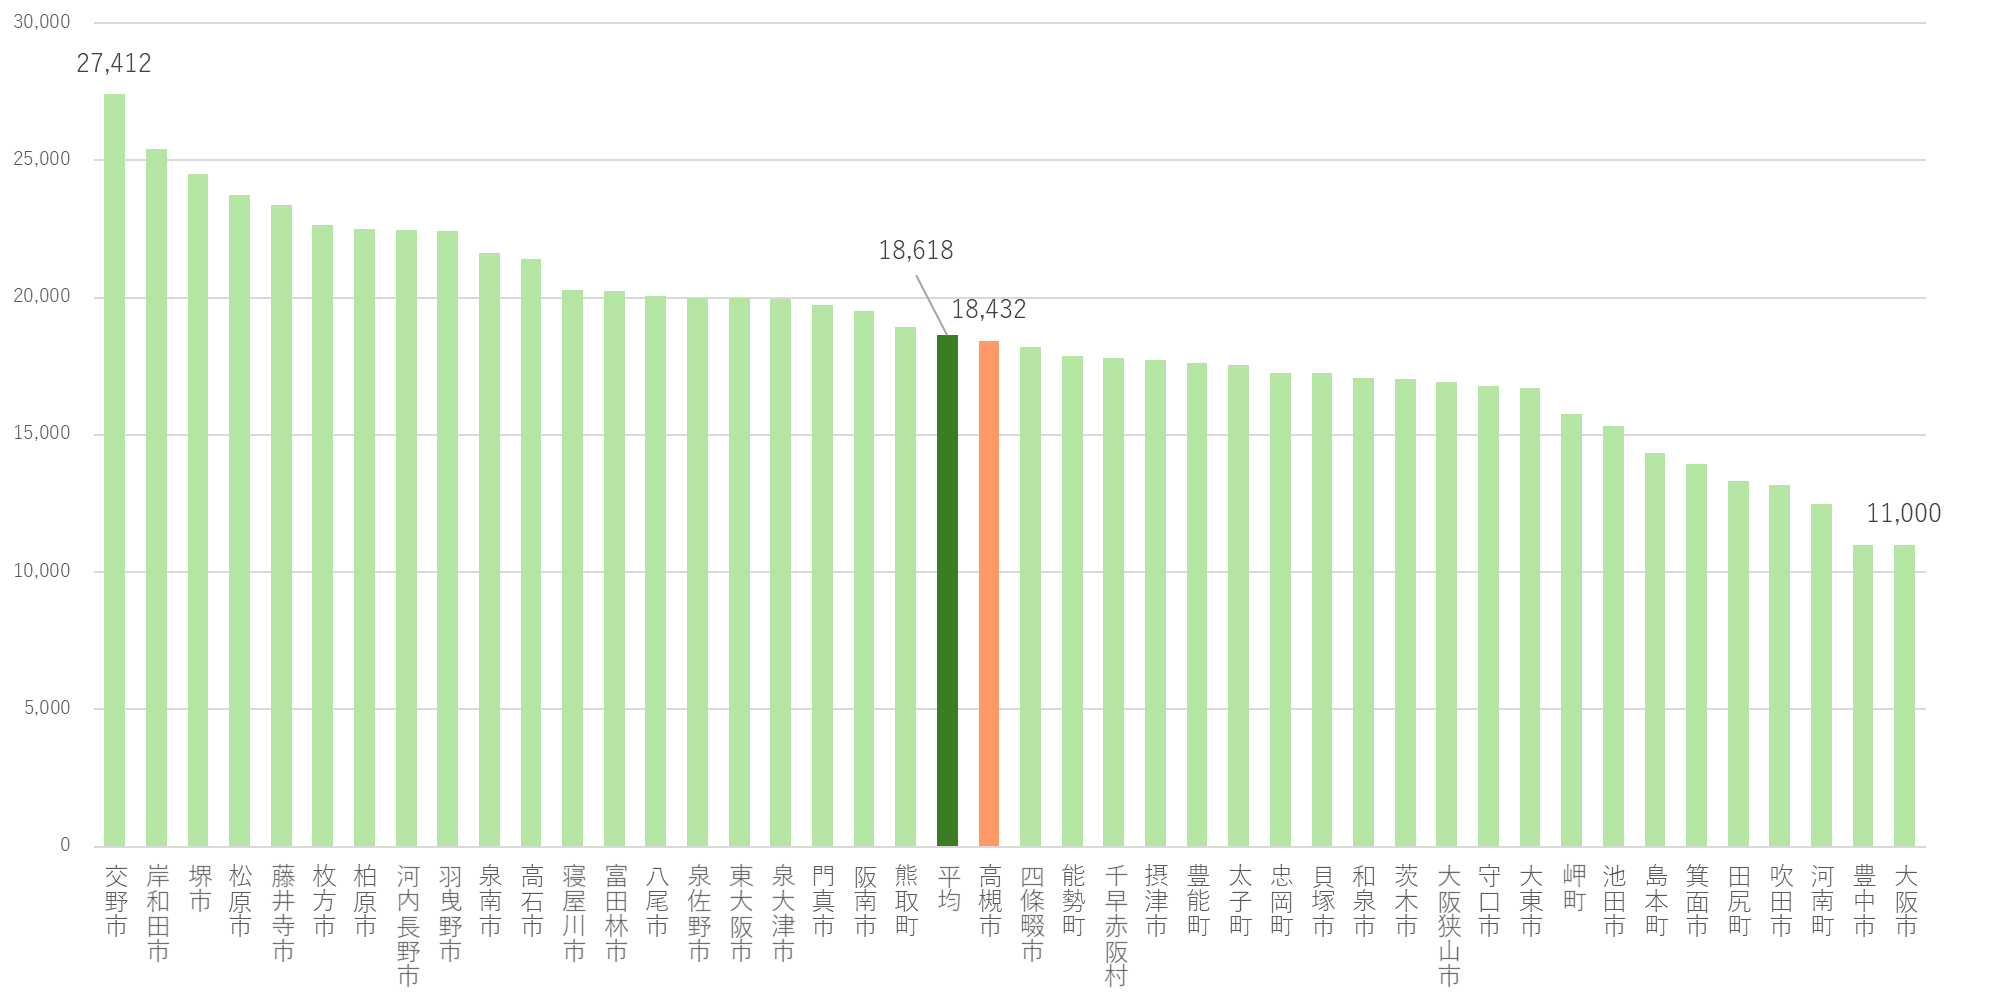 30,000
25,000
20,000
15,000
10,000
5,000
0
27,412
18,618
18,432
11,000
交野市
岸和田市
堺市
松原市
藤井寺市
枚方市
柏原市
河内長野市
羽曳野市
泉南市
高石市
寝屋川市
富田林市
八尾市
泉佐野市
東大阪市
泉大津市
門真市
阪南市
熊取町
平均
高槻市
四條畷市
能勢町
千早赤阪村
摂津市
豊能町
太子町
忠岡町
貝塚市
和泉市
茨木市
大阪狭山市
守口市
大東市
岬町
池田市
島本町
箕面市
田尻町
吹田市
河南町
豊中市
大阪市